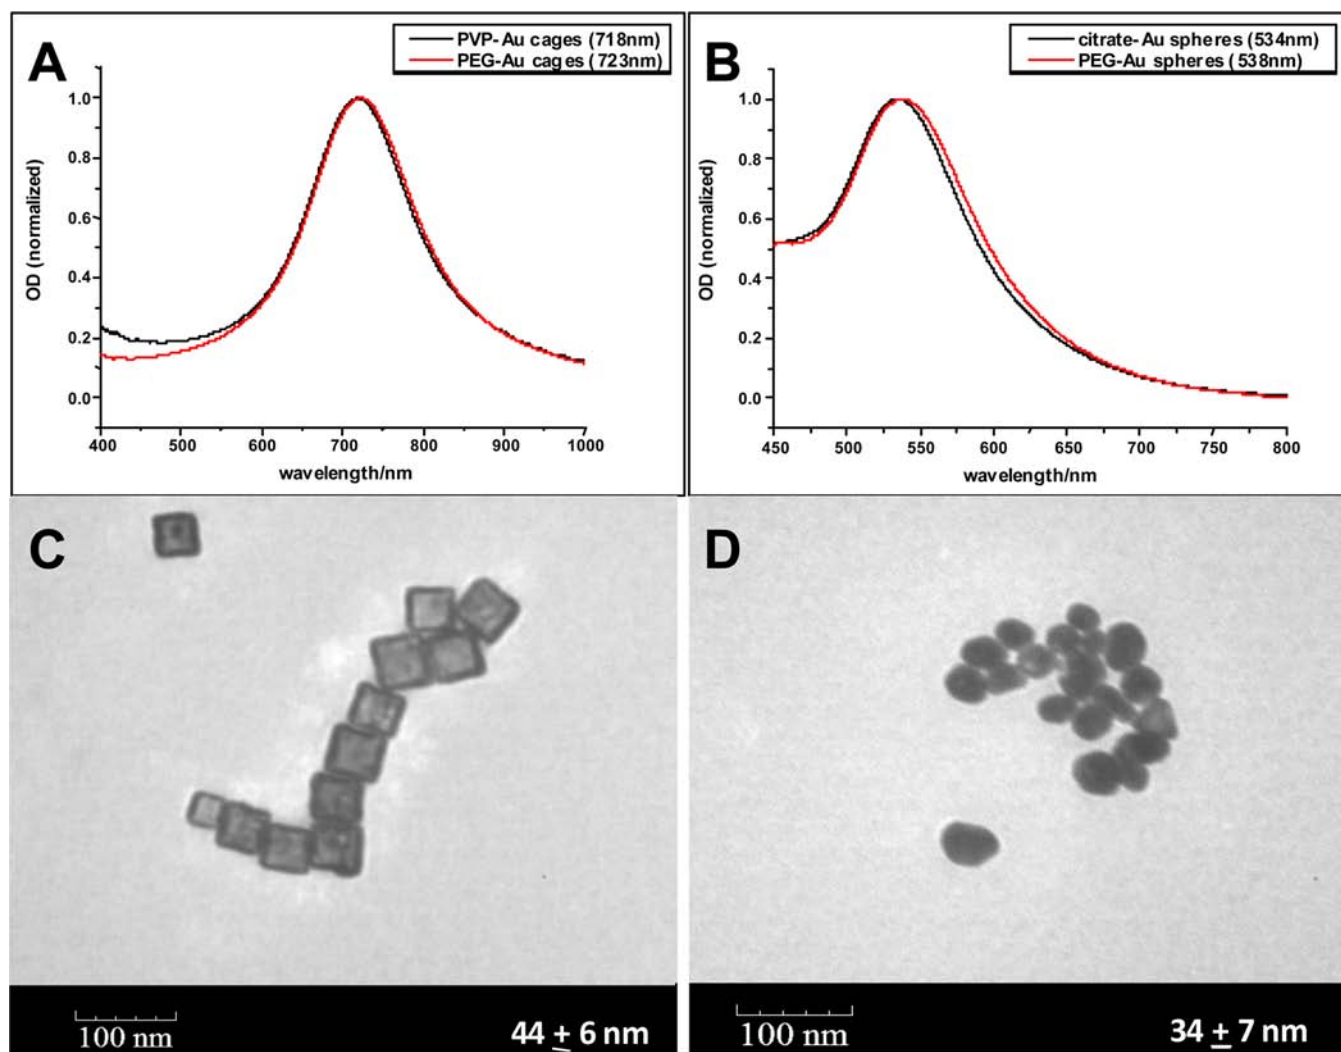 A
PVP-Au cages (718nm)
PEG-Au cages (723nm)
OD (normalized)
1.0
0.8
0.6
0.4
0.2
0.0
400 500 600 700 800 900 1000
wavelength/nm
B
citrate-Au spheres (534nm)
PEG-Au spheres (538nm)
OD (normalized)
1.0
0.8
0.6
0.4
0.2
0.0
450 500 550 600 650 700 750 800
wavelength/nm
C
100 nm
44 ± 6 nm
D
100 nm
34 ± 7 nm